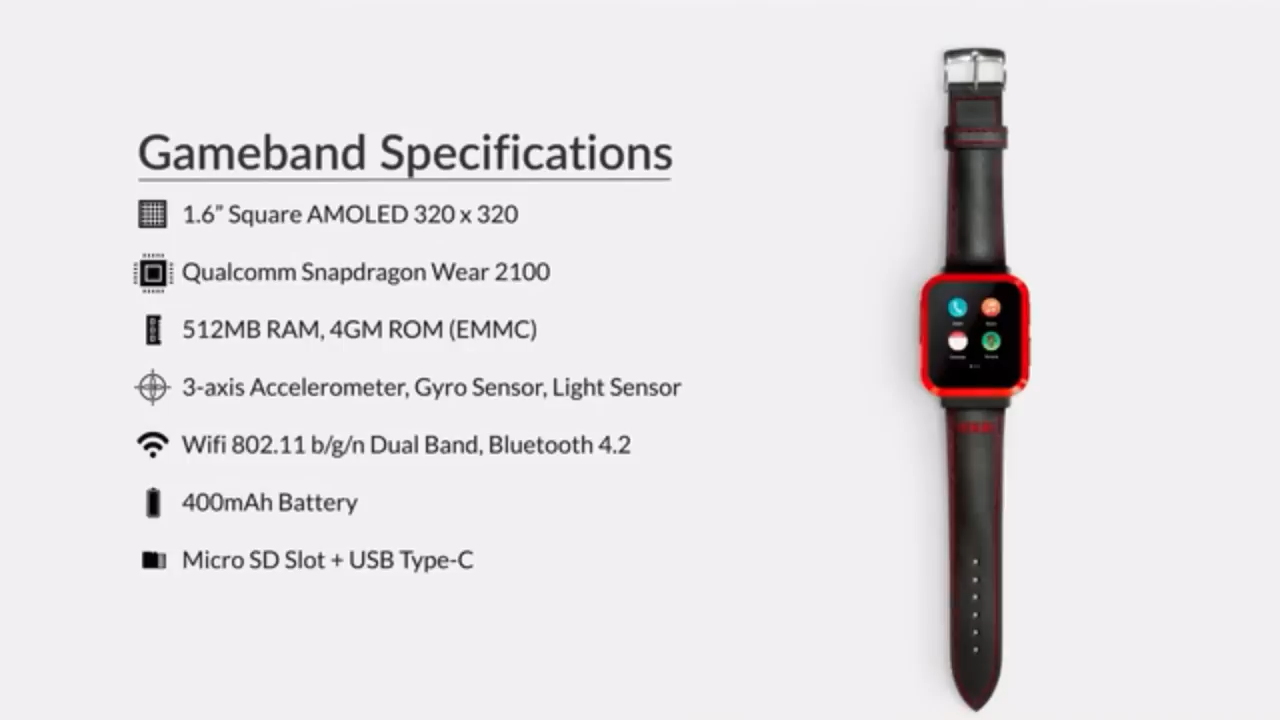 Gameband Specifications
1.6” Square AMOLED 320 x 320
Qualcomm Snapdragon Wear 2100
512MB RAM, 4GM ROM (EMMC)
3-axis Accelerometer, Gyro Sensor, Light Sensor
Wifi 802.11 b/g/n Dual Band, Bluetooth 4.2
400mAh Battery
Micro SD Slot + USB Type-C